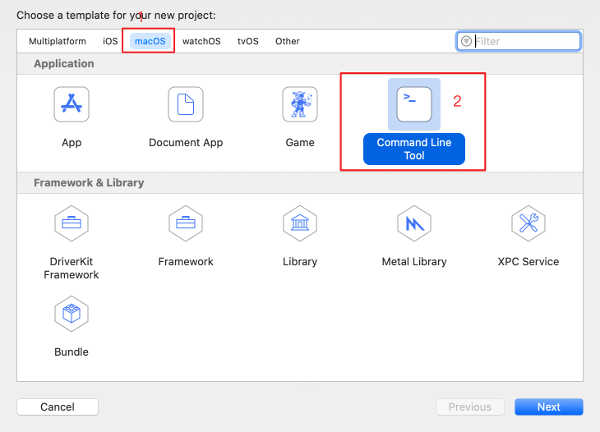 Choose a template for your new project:
Multiplatform iOS macOS watchOS tvOS Other Filter
Application
2
App Document App Game Command Line
Tool
Framework & Library
DriverKit Framework Library Metal Library XPC Service
Framework
Bundle
Cancel Previous Next